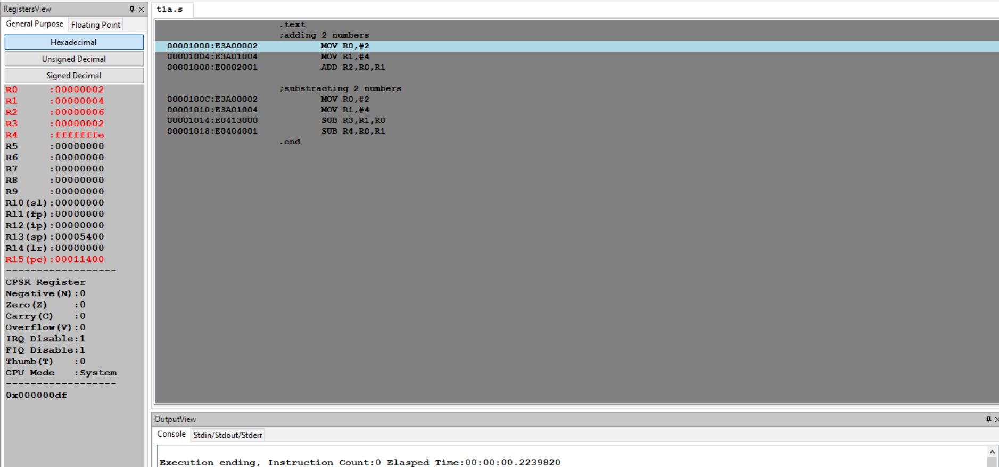 RegistersView
General Purpose Floating Point
Hexadecimal
Unsigned Decimal
Signed Decimal
R0 :00000002
R1 :00000004
R2 :00000006
R3 :00000002
R4 :fffffffe
R5 :00000000
R6 :00000000
R7 :00000000
R8 :00000000
R9 :00000000
R10(sl):00000000
R11(fp):00000000
R12(ip):00000000
R13(sp):00005400
R14(lr):00000000
R15(pc):00011400
------------------
CPSR Register
Negative(N):0
Zero(Z) :0
Carry(C) :0
Overflow(V):0
IRQ Disable:1
FIQ Disable:1
Thumb(T) :0
CPU Mode :System
------------------
0x000000df
t1a.s
.text
;adding 2 numbers
00001000:E3A00002 MOV R0,#2
00001004:E3A01004 MOV R1,#4
00001008:E0802001 ADD R2,R0,R1
;substracting 2 numbers
0000100C:E3A00002 MOV R0,#2
00001010:E3A01004 MOV R1,#4
00001014:E0413000 SUB R3,R1,R0
00001018:E0404001 SUB R4,R0,R1
.end
OutputView
Console Stdin/Stdout/Stderr
Execution ending, Instruction Count:0 Elasped Time:00:00:00.2239820